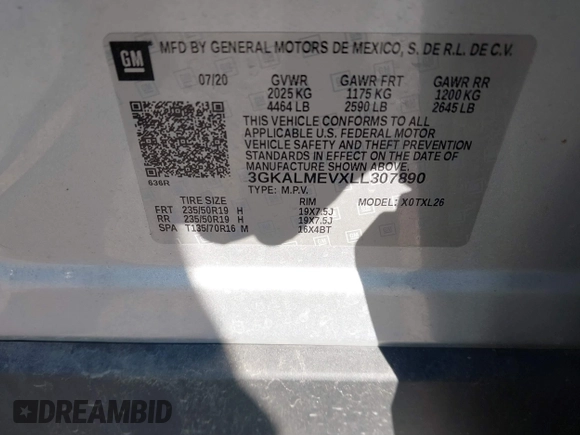 GM
MFD BY GENERAL MOTORS DE MEXICO, S. DE R.L. DE C.V.
07/20 GVWR GAWR FRT GAWR RR
2025 KG 1175 KG 1200 KG
4464 LB 2590 LB 2645 LB
THIS VEHICLE CONFORMS TO ALL
APPLICABLE U.S. FEDERAL MOTOR
VEHICLE SAFETY AND THEFT PREVENTION
STANDARDS IN EFFECT ON THE DATE OF
MANUFACTURE SHOWN ABOVE.
636R 3GKALMEVXLL307890
TYPE: M.P.V.
TIRE SIZE RIM MODEL: X0TXL26
FRT 235/50R19 H 19X7.5J
RR 235/50R19 H 19X7.5J
SPA T135/70R16 M 16X4BT
DREAMBID